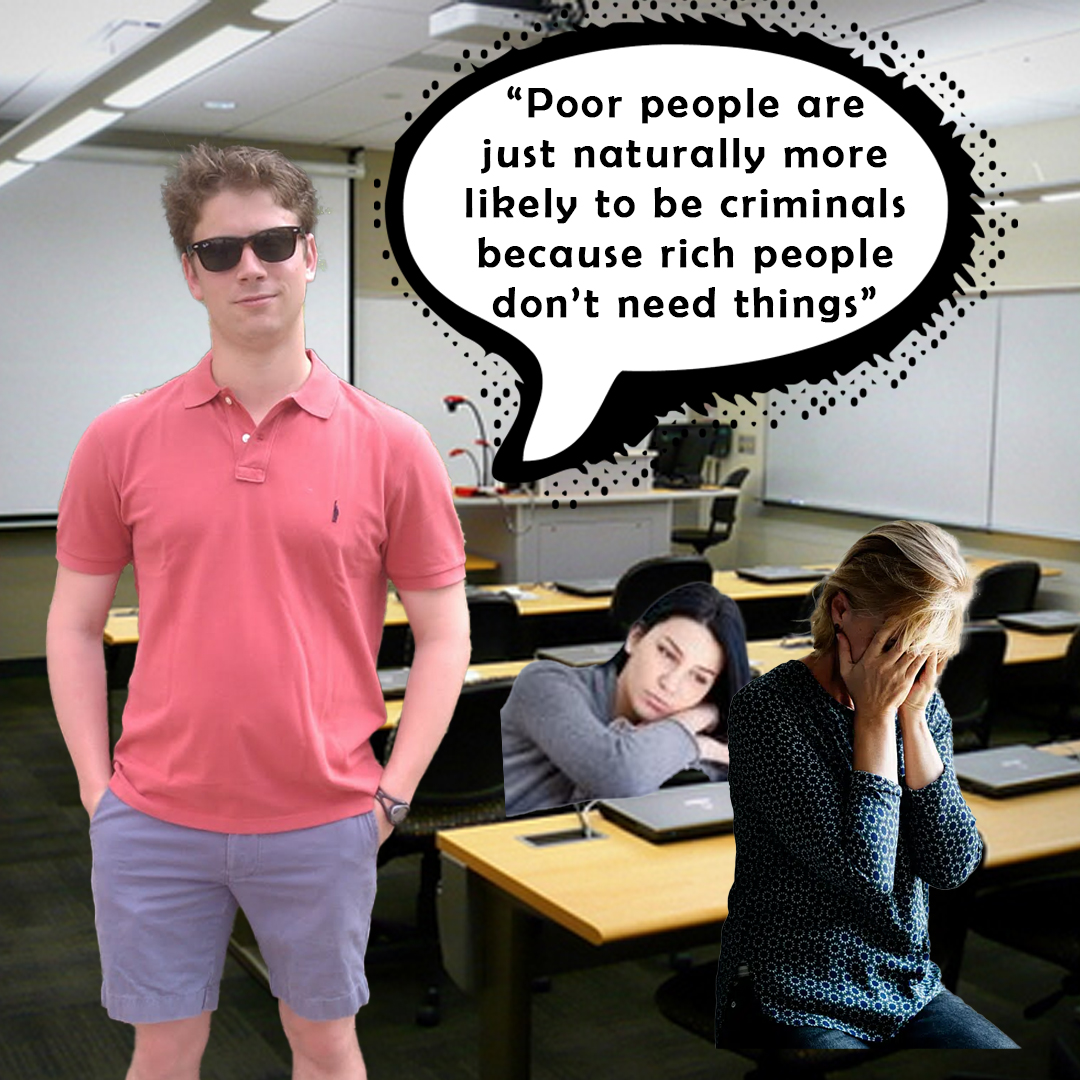 “Poor people are
just naturally more
likely to be criminals
because rich people
don’t need things”